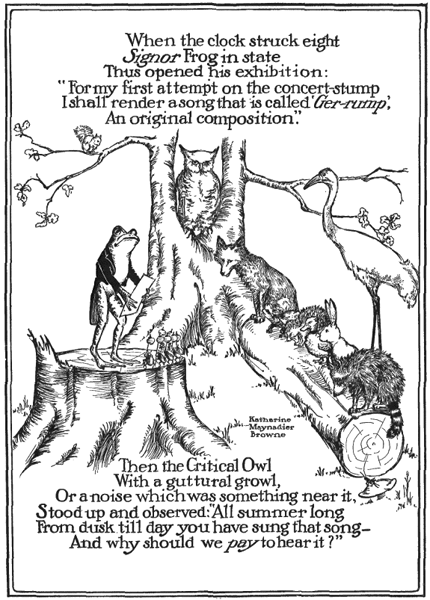 When the clock struck eight
Signor Frog in state
Thus opened his exhibition:
"For my first attempt on the concert-stump
I shall render a song that is called 'Ger-rump',
An original composition."
Katharine
Maynadier
Browne
Then the Critical Owl
With a guttural growl,
Or a noise which was something near it,
Stood up and observed: "All summer long
From dusk till day you have sung that song—
And why should we pay to hear it?"